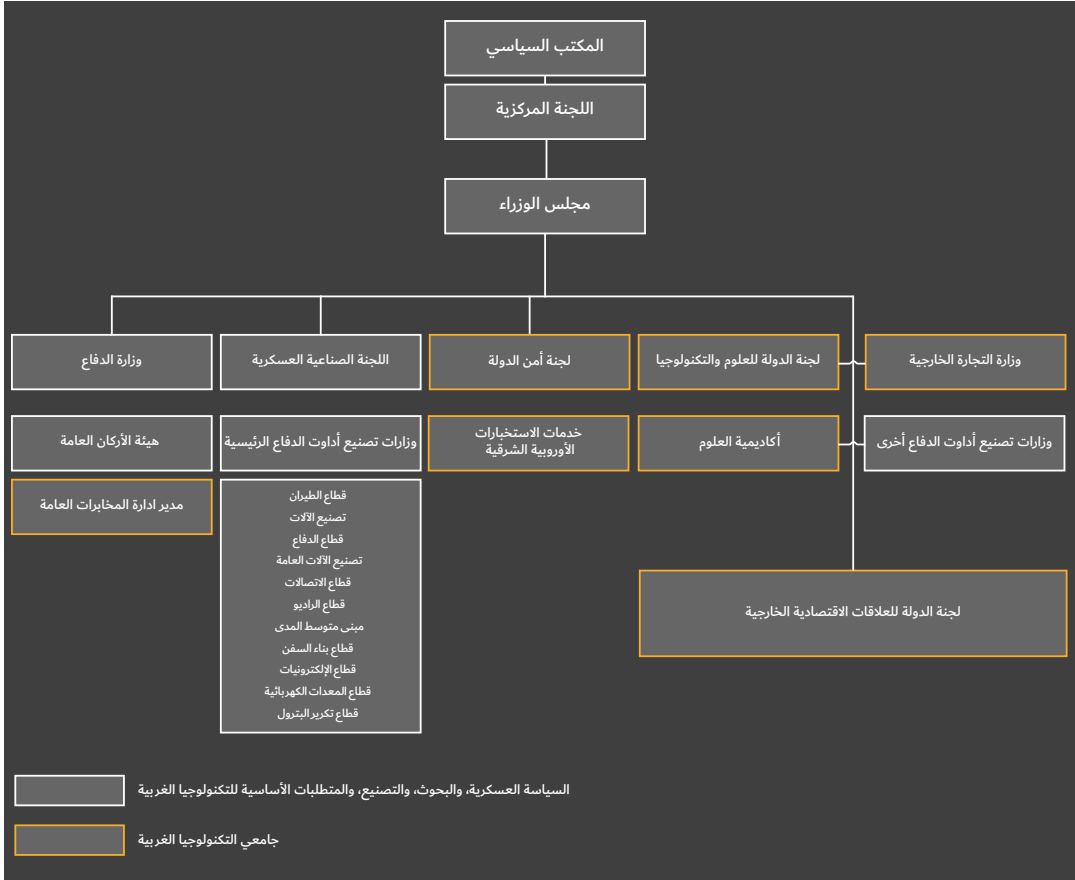 المكتب السياسي
اللجنة المركزية
مجلس الوزراء
وزارة التجارة الخارجية
لجنة الدولة للعلوم والتكنولوجيا
لجنة أمن الدولة
اللجنة الصناعية العسكرية
وزارة الدفاع
وزارات تصنيع أداوت الدفاع أخرى
أكاديمية العلوم
خدمات الاستخبارات
الأوروبية الشرقية
وزارات تصنيع أداوت الدفاع الرئيسية
هيئة الأركان العامة
مدير ادارة المخابرات العامة
قطاع الطيران
تصنيع الآلات
قطاع الدفاع
تصنيع الآلات العامة
قطاع الاتصالات
قطاع الراديو
مبنى متوسط المدى
قطاع بناء السفن
قطاع الإلكترونيات
قطاع المعدات الكهربائية
قطاع تكرير البترول
لجنة الدولة للعلاقات الاقتصادية الخارجية
السياسة العسكرية، والبحوث، والتصنيع، والمتطلبات الأساسية للتكنولوجيا الغربية
جامعي التكنولوجيا الغربية